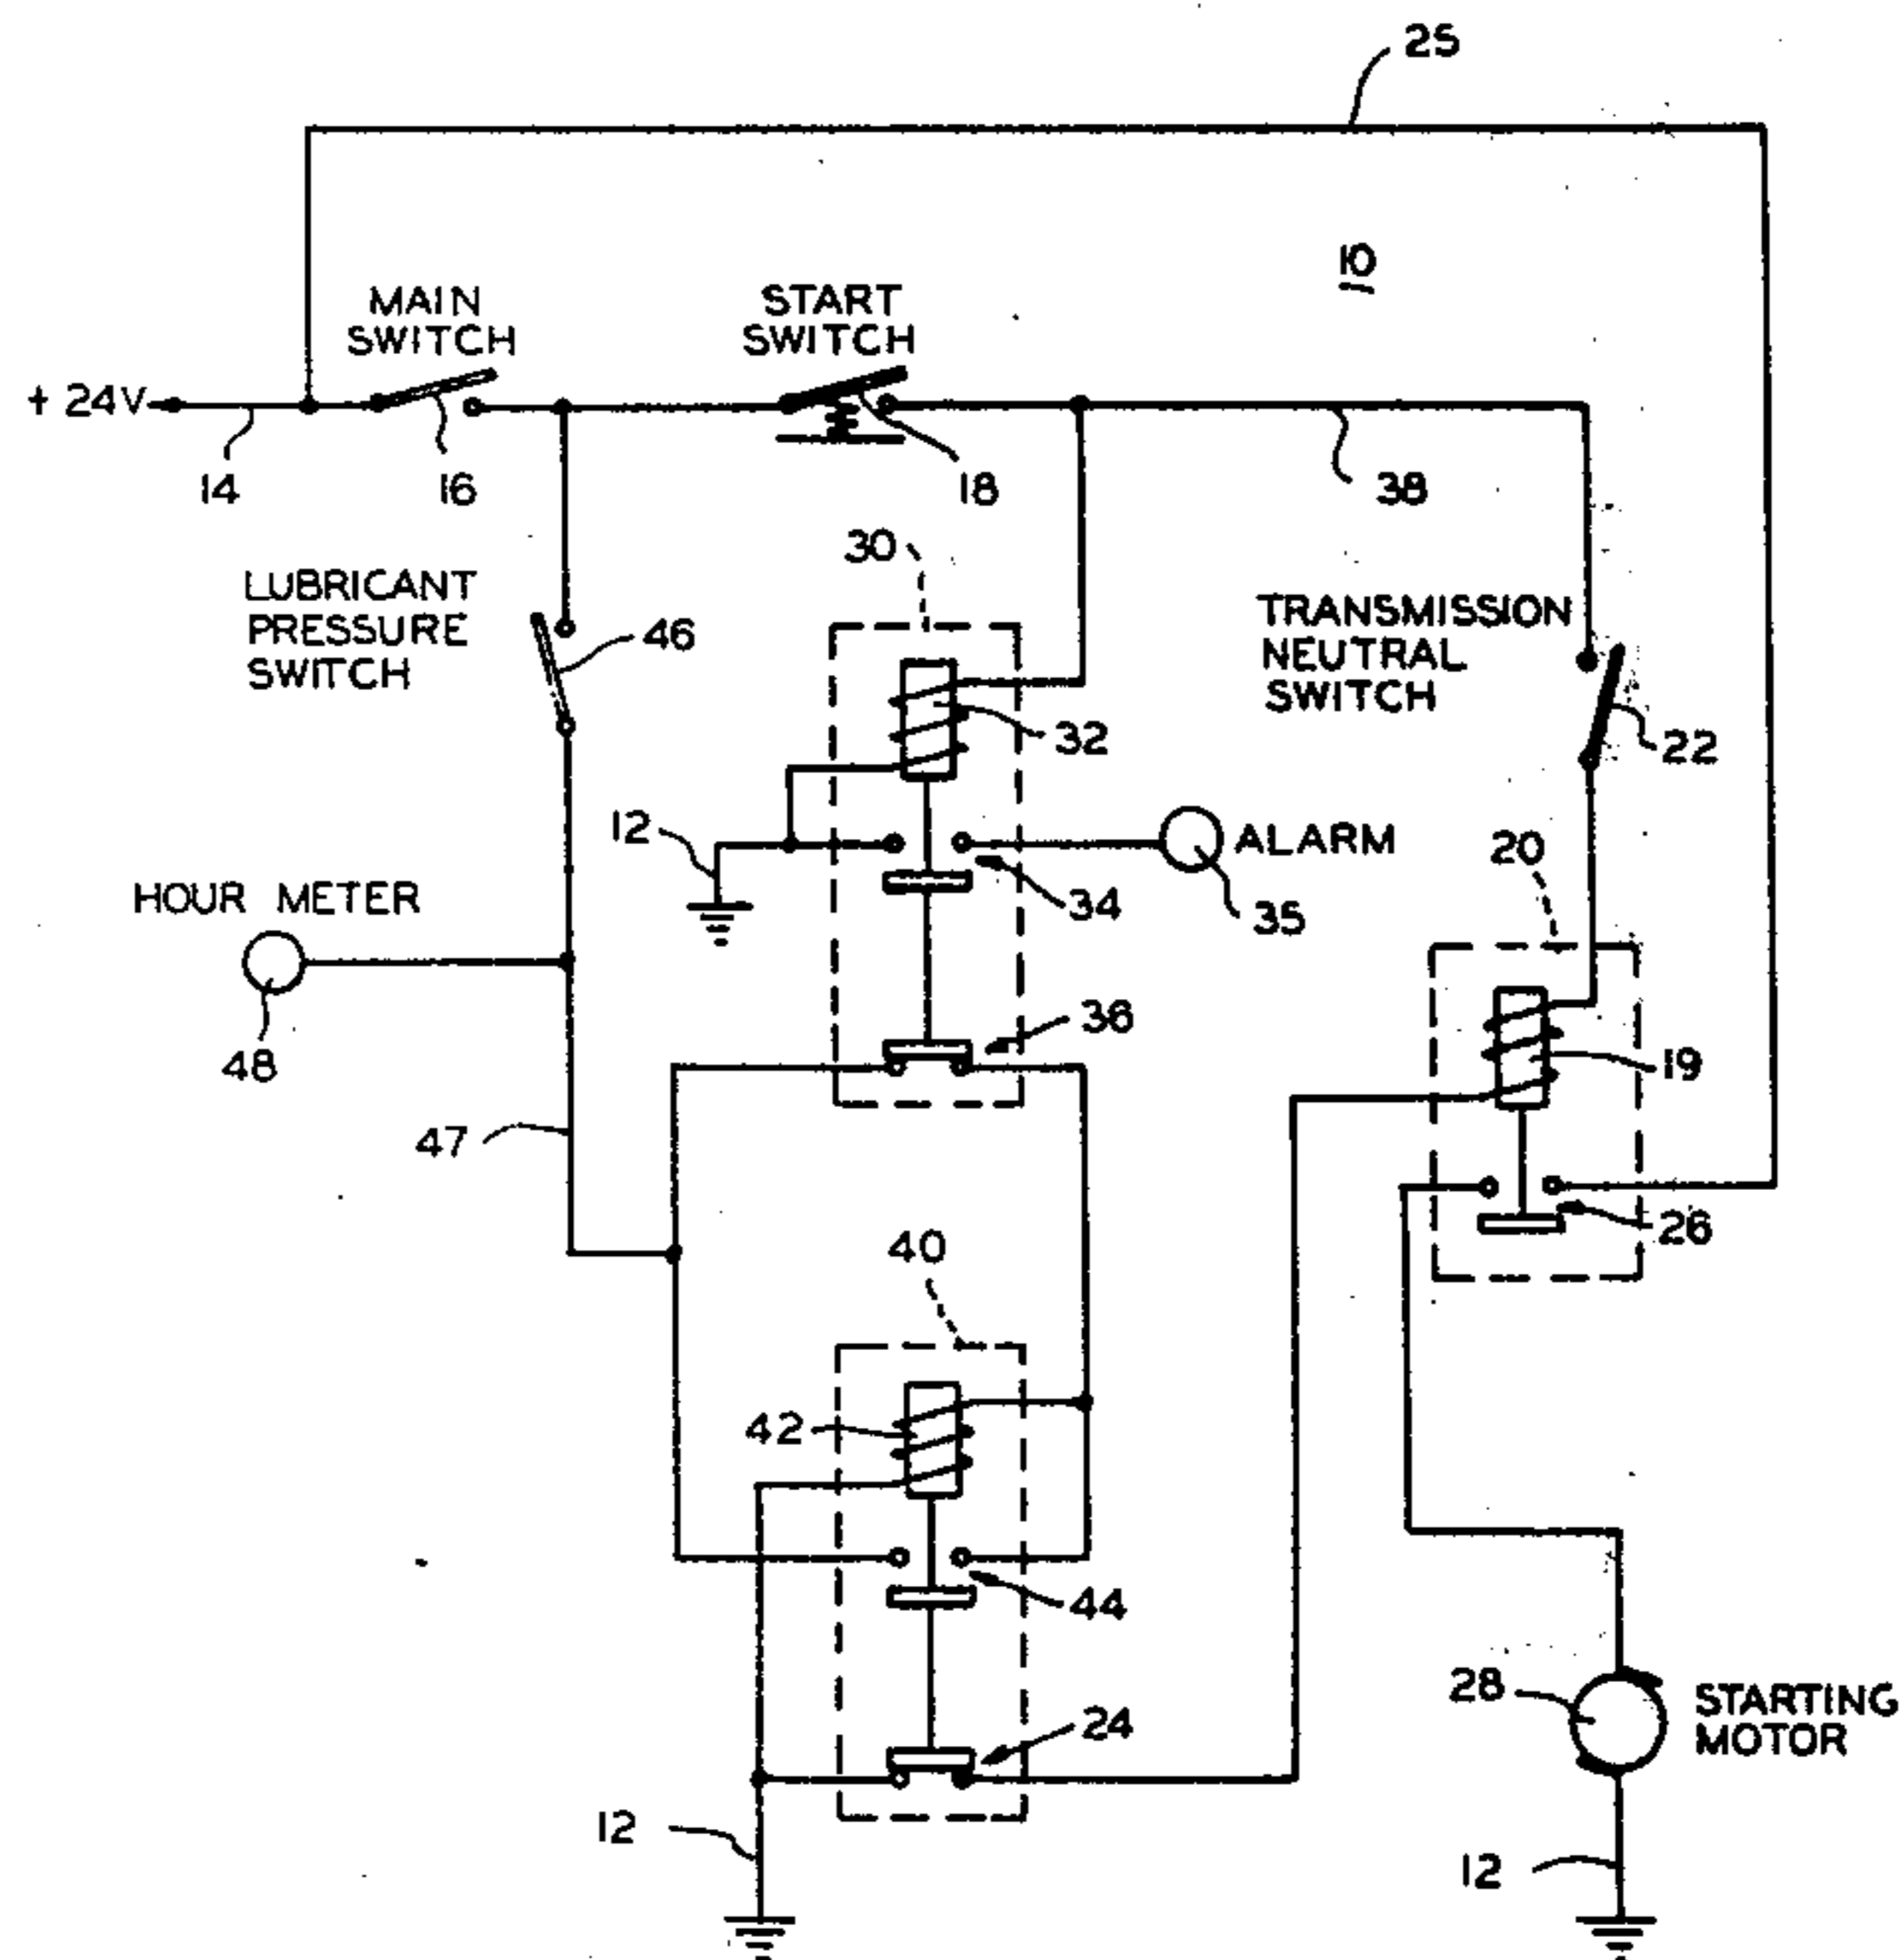 25
10
MAIN
SWITCH
START
SWITCH
+ 24V
14
16
18
38
30
LUBRICANT
PRESSURE
SWITCH
46
TRANSMISSION
NEUTRAL
SWITCH
32
22
12
ALARM
20
HOUR METER
34
35
36
48
19
47
26
40
42
44
28
STARTING
MOTOR
24
12
12